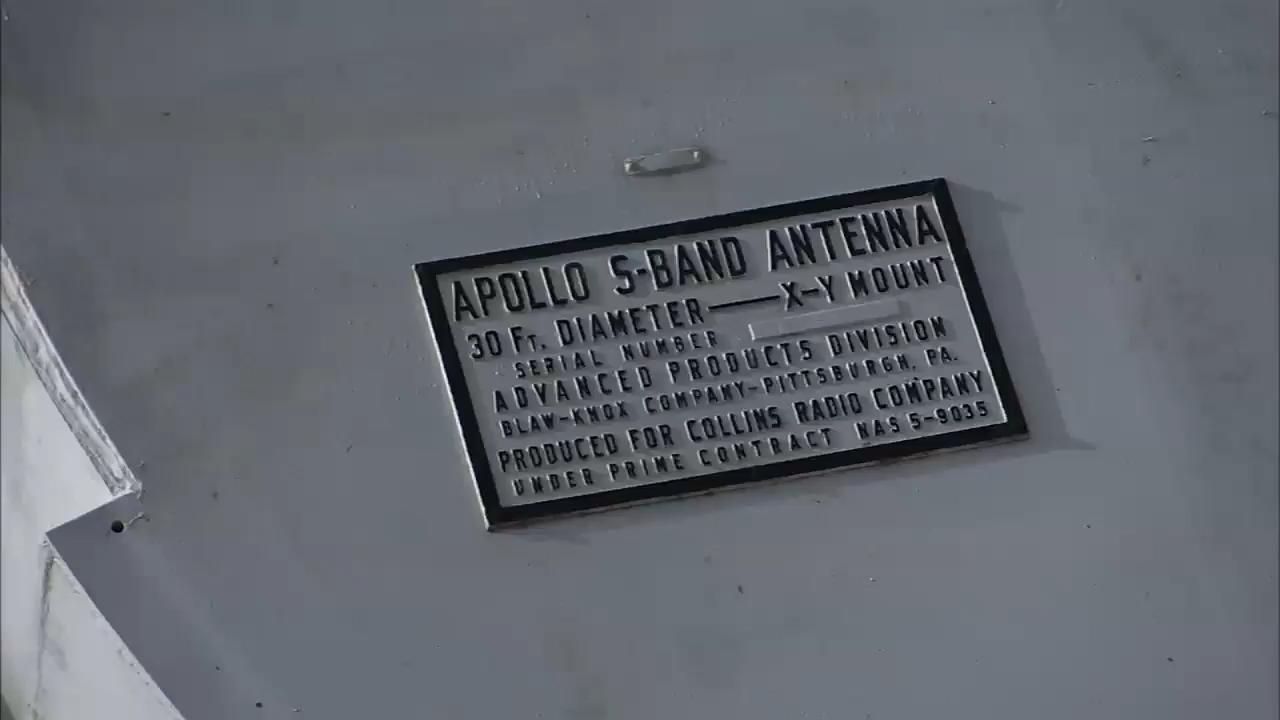 APOLLO S-BAND ANTENNA
30 FT. DIAMETER——X-Y MOUNT
SERIAL NUMBER
ADVANCED PRODUCTS DIVISION
BLAW-KNOX COMPANY-PITTSBURGH, PA.
PRODUCED FOR COLLINS RADIO COMPANY
UNDER PRIME CONTRACT NAS 5-9035